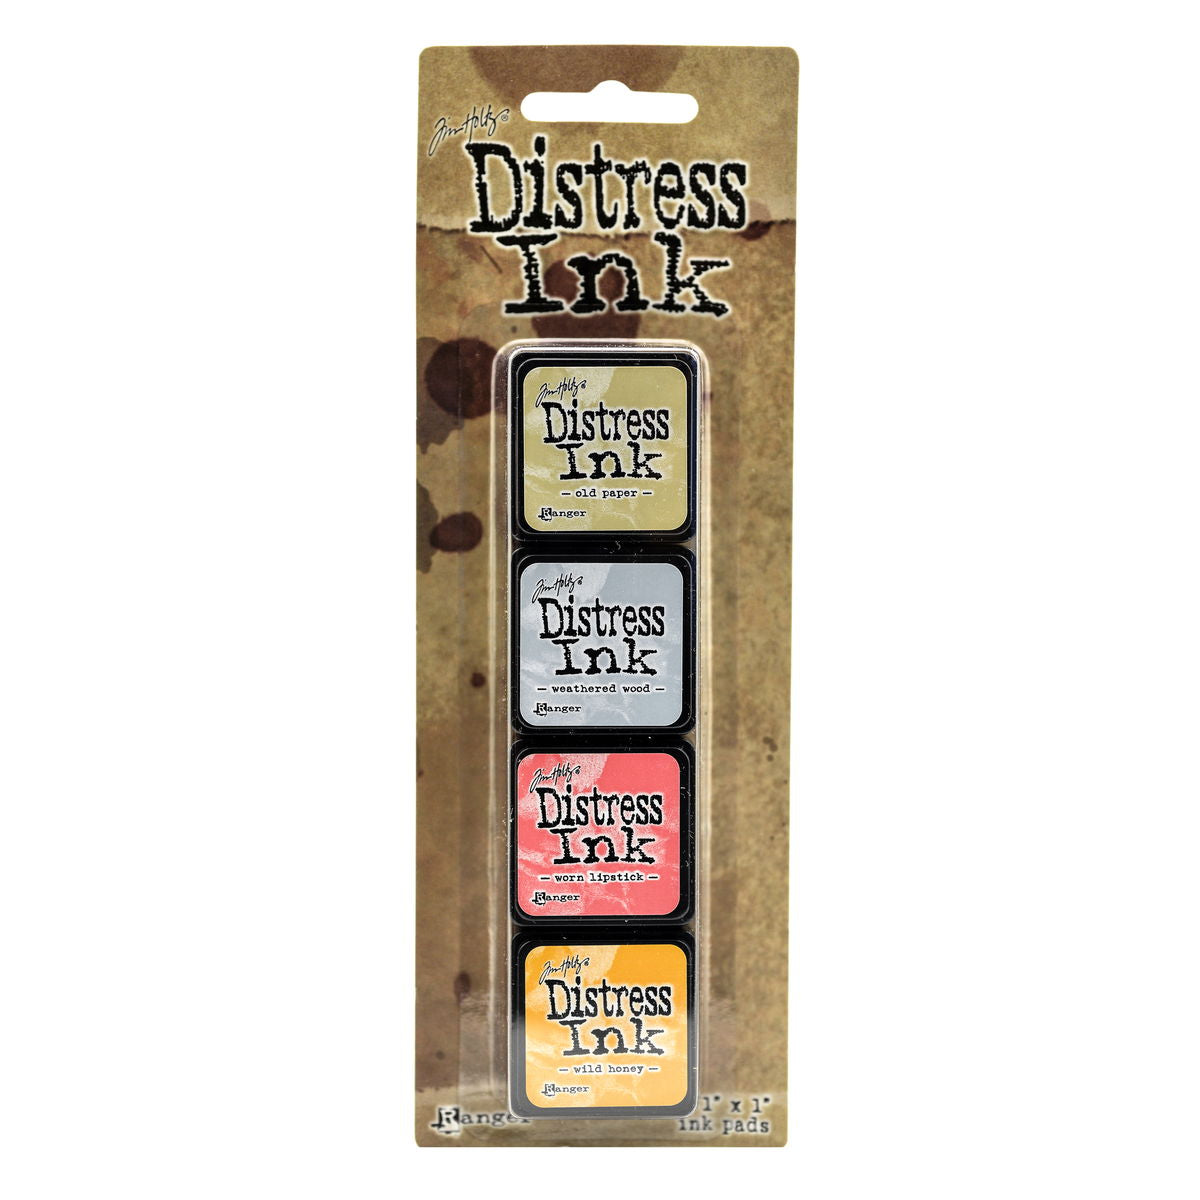 Tim Holtz®
Distress
Ink
Tim Holtz®
Distress
Ink
— old paper —
Ranger
Tim Holtz®
Distress
Ink
— weathered wood —
Ranger
Tim Holtz®
Distress
Ink
— worn lipstick —
Ranger
Tim Holtz®
Distress
Ink
— wild honey —
Ranger
Ranger
1" x 1"
ink pads